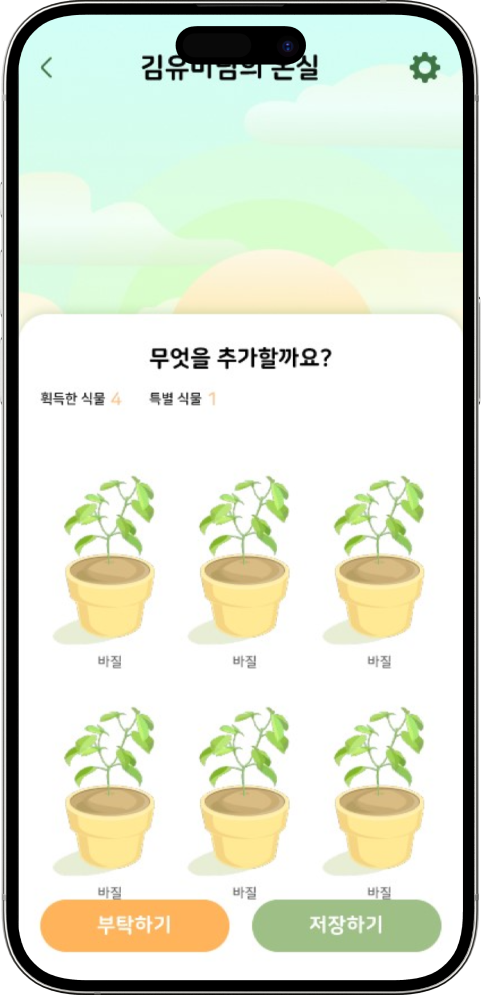 김유미님의 온실
무엇을 추가할까요?
획득한 식물 4 특별 식물 1
바질 바질 바질
바질 바질 바질
부탁하기 저장하기